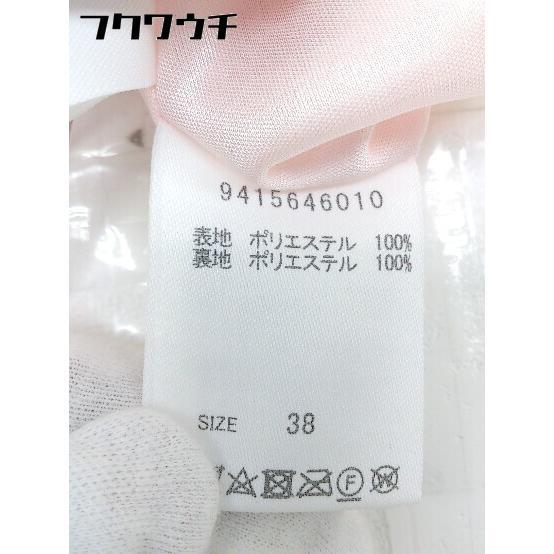 フクワウチ
9415646010
表地 ポリエステル 100%
裏地 ポリエステル 100%
SIZE 38
F W